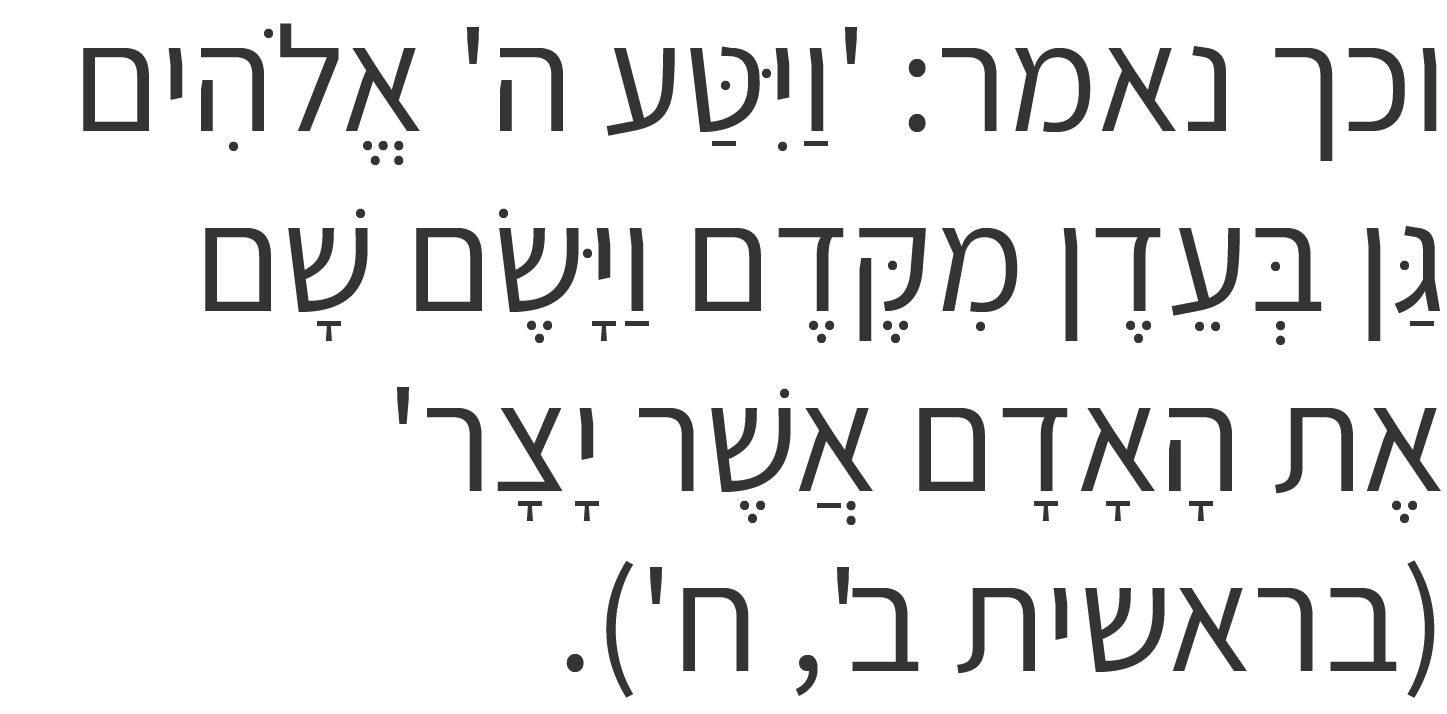 וכך נאמר: 'וַיִּטַּע ה' אֱלֹהִים
גַּן בְּעֵדֶן מִקֶּדֶם וַיָּשֶׂם שָׁם
אֶת הָאָדָם אֲשֶׁר יָצָר'
(בראשית ב', ח').